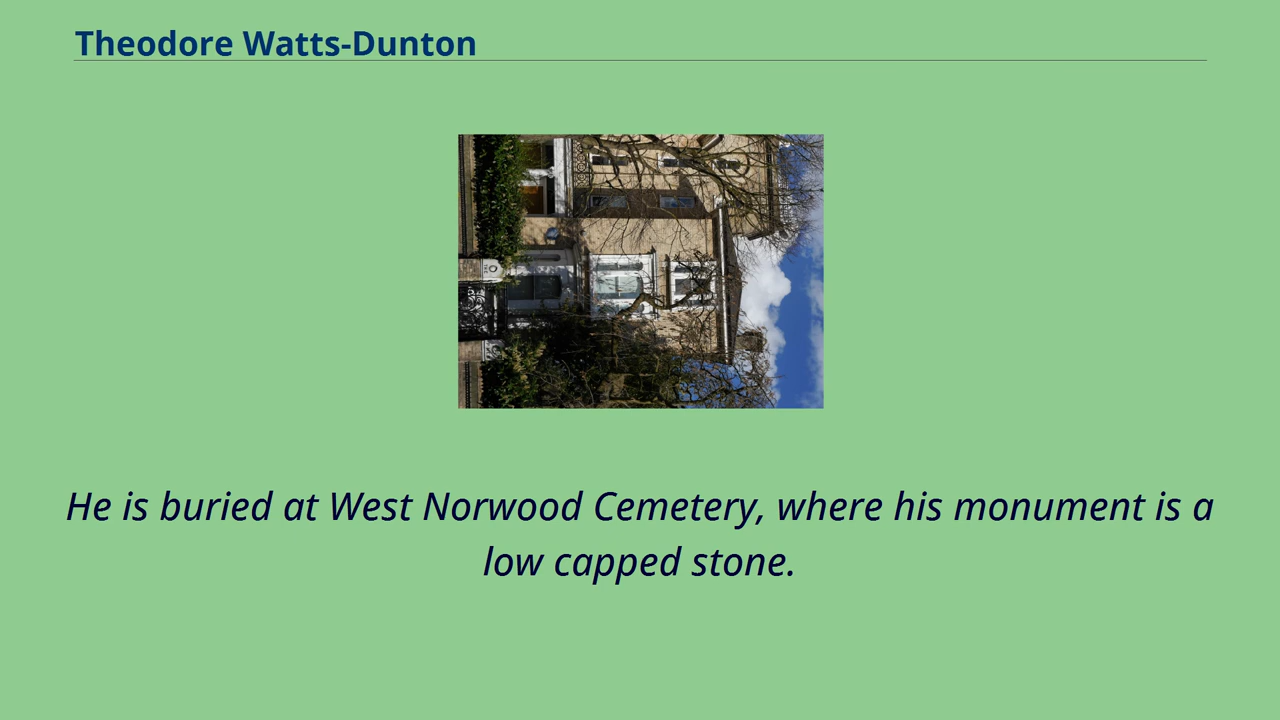 Theodore Watts-Dunton
He is buried at West Norwood Cemetery, where his monument is a
low capped stone.